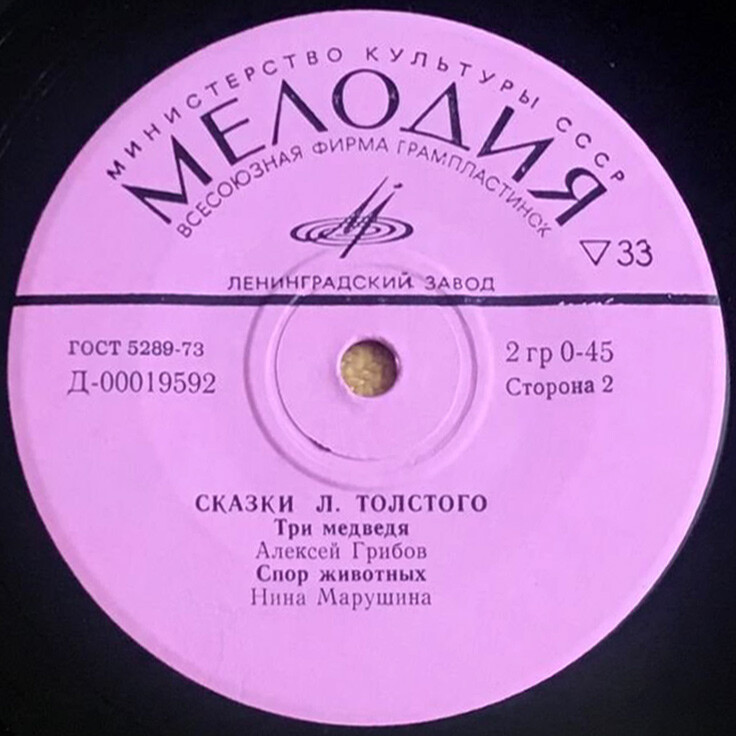 МИНИСТЕРСТВО КУЛЬТУРЫ СССР
МЕЛОДИЯ
ВСЕСОЮЗНАЯ ФИРМА ГРАМПЛАСТИНОК
▽33
ЛЕНИНГРАДСКИЙ ЗАВОД
ГОСТ 5289-73
Д-00019592
2 гр 0-45
Сторона 2
СКАЗКИ Л. ТОЛСТОГО
Три медведя
Алексей Грибов
Спор животных
Нина Марушина